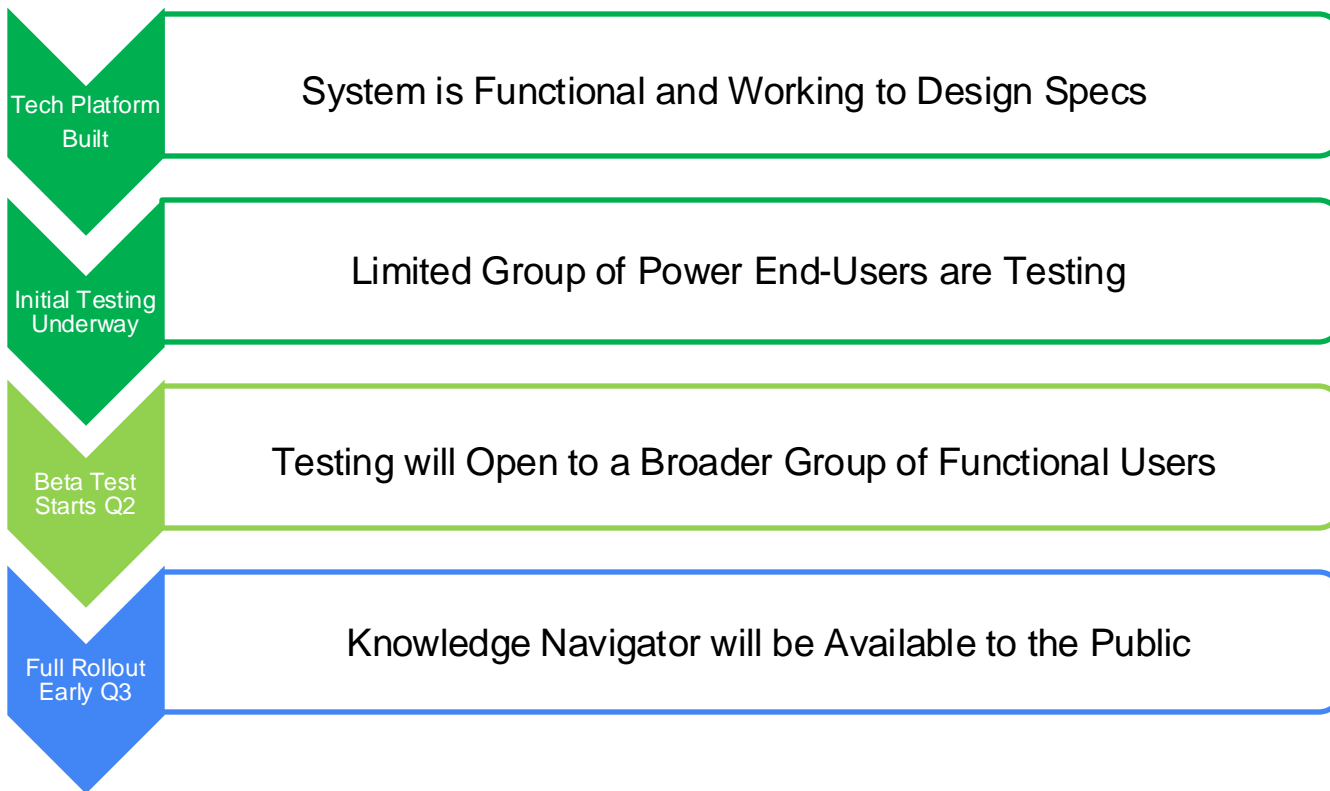 Tech Platform
Built
System is Functional and Working to Design Specs
Initial Testing
Underway
Limited Group of Power End-Users are Testing
Beta Test
Starts Q2
Testing will Open to a Broader Group of Functional Users
Full Rollout
Early Q3
Knowledge Navigator will be Available to the Public